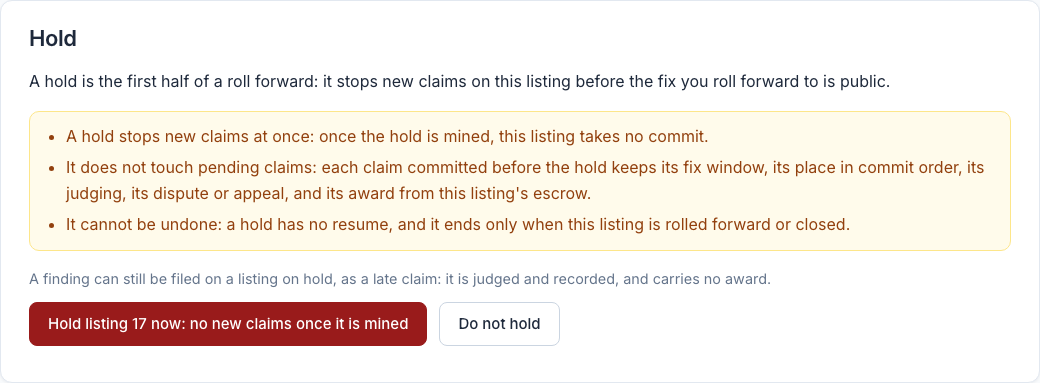 Hold
A hold is the first half of a roll forward: it stops new claims on this listing before the fix you roll forward to is public.
• A hold stops new claims at once: once the hold is mined, this listing takes no commit.
• It does not touch pending claims: each claim committed before the hold keeps its fix window, its place in commit order, its
judging, its dispute or appeal, and its award from this listing's escrow.
• It cannot be undone: a hold has no resume, and it ends only when this listing is rolled forward or closed.
A finding can still be filed on a listing on hold, as a late claim: it is judged and recorded, and carries no award.
Hold listing 17 now: no new claims once it is mined
Do not hold